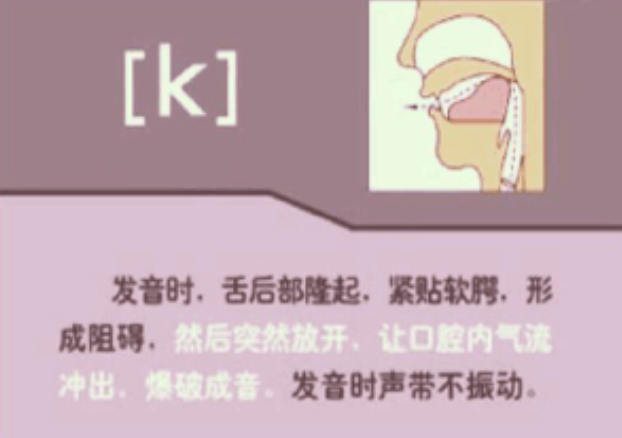 [k]
发音时，舌后部隆起，紧贴软腭，形
成阻碍，然后突然放开，让口腔内气流
冲出，爆破成音。发音时声带不振动。